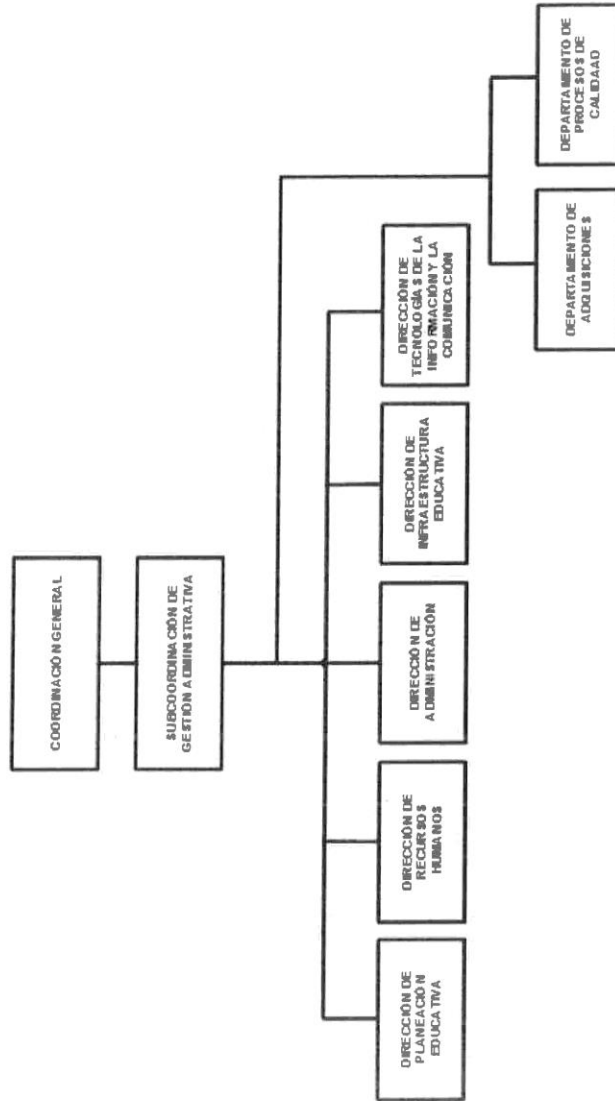 COORDINACIÓN GENERAL
SUBCOORDINACIÓN DE
GESTIÓN ADMINISTRATIVA
DIRECCIÓN DE
PLANEACIÓN
EDUCATIVA
DIRECCIÓN DE
RECURSOS
HUMANOS
DIRECCIÓN DE
ADMINISTRACIÓN
DIRECCIÓN DE
INFRAESTRUCTURA
EDUCATIVA
DIRECCIÓN DE
TECNOLOGÍAS DE LA
INFORMACIÓN Y LA
COMUNICACIÓN
DEPARTAMENTO DE
ADQUISICIONES
DEPARTAMENTO DE
PROCESOS DE
CALIDAAD